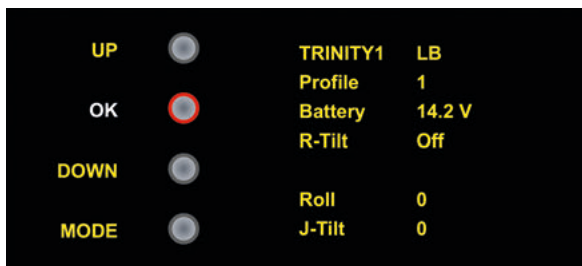 UP
OK
DOWN
MODE
TRINITY1 LB
Profile 1
Battery 14.2 V
R-Tilt Off
Roll 0
J-Tilt 0